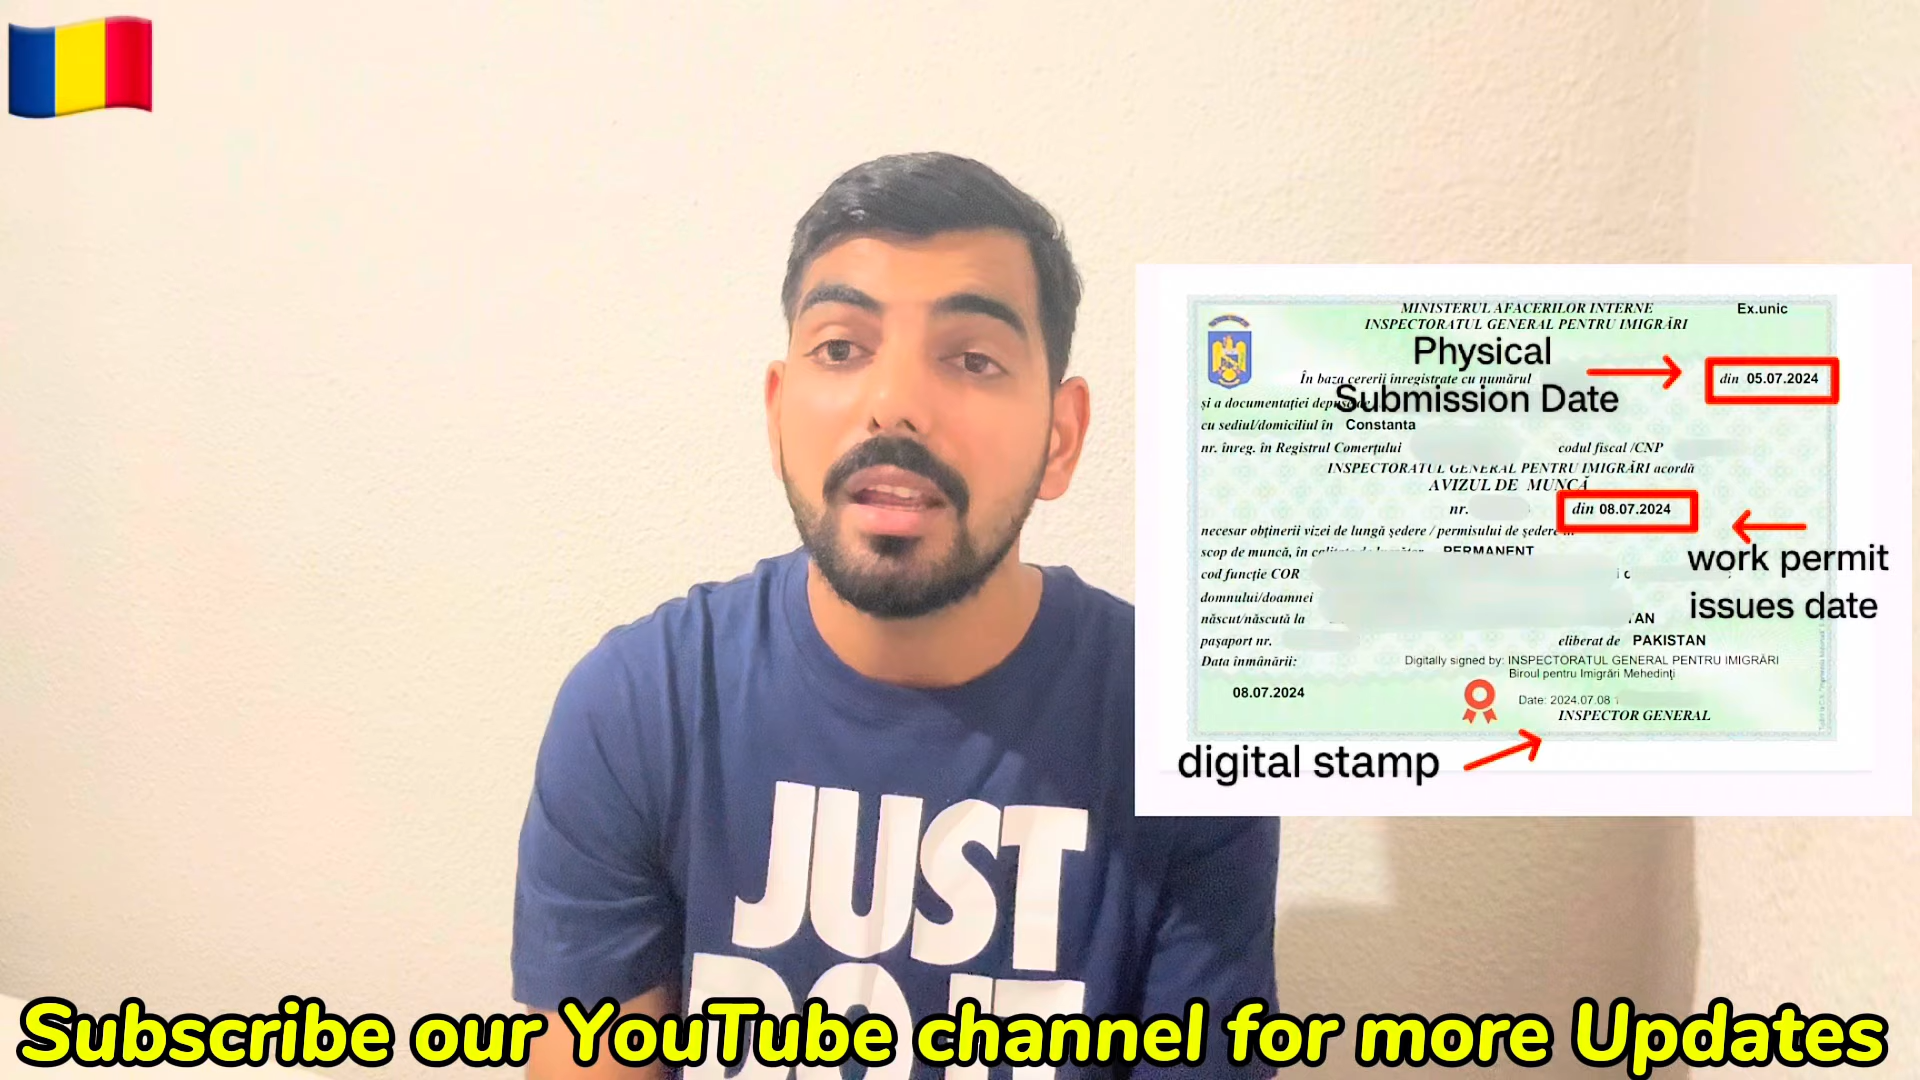 MINISTERUL AFACERILOR INTERNE
Ex.unic
INSPECTORATUL GENERAL PENTRU IMIGRĂRI
Physical
În baza cererii înregistrate cu numărul
din 05.07.2024
Submission Date
și a documentației
cu sediul/domiciliul în Constanta
nr. înreg. în Registrul Comerțului
codul fiscal /CNP
INSPECTORATUL GENERAL PENTRU IMIGRĂRI acordă
AVIZUL DE MUNCĂ
nr.
din 08.07.2024
necesar obținerii vizei de lungă ședere / permisului de ședere
scop de muncă, în
PERMANENT
work permit
cod funcție COR
domnului/doamnei
issues date
născut/născută la
pașaport nr.
eliberat de PAKISTAN
Data înmânării:
Digitally signed by: INSPECTORATUL GENERAL PENTRU IMIGRĂRI
Biroul pentru Imigrări Mehedinți
08.07.2024
Date: 2024.07.08
INSPECTOR GENERAL
digital stamp
JUST
DO IT
Subscribe our YouTube channel for more Updates